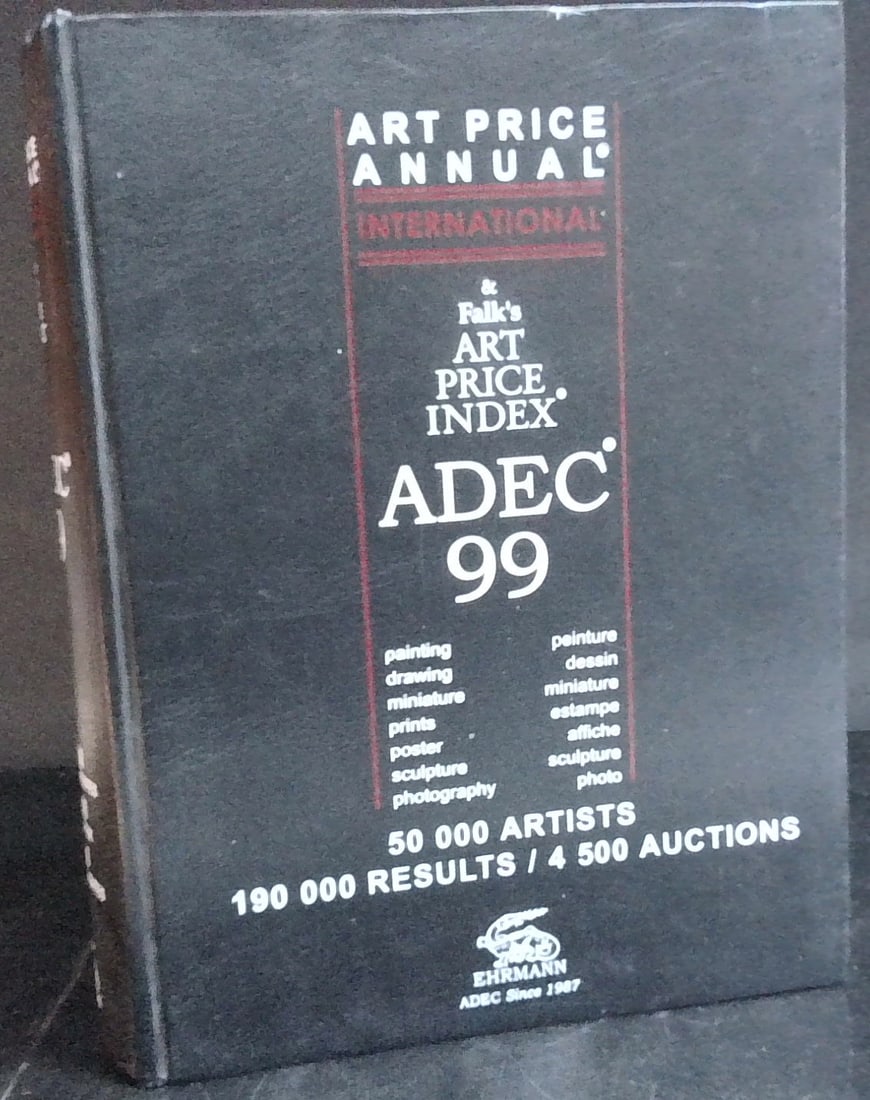 ART PRICE
ANNUAL
INTERNATIONAL
&
Falk's
ART
PRICE
INDEX
ADEC
99
painting peinture
drawing dessin
miniature miniature
prints estampe
poster affiche
sculpture sculpture
photography photo
50 000 ARTISTS
190 000 RESULTS / 4 500 AUCTIONS
EHRMANN
ADEC Since 1987